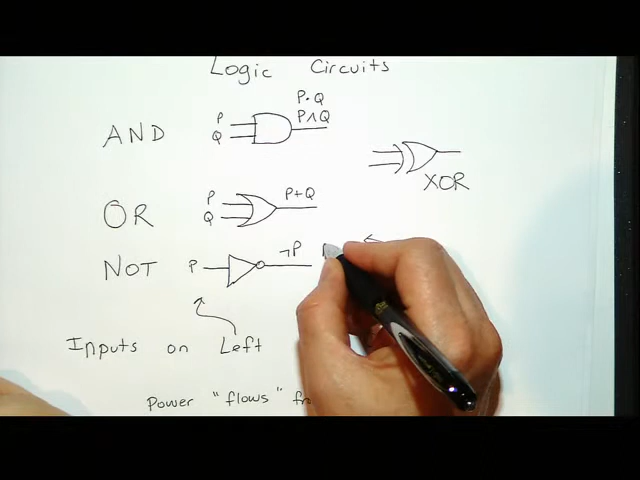 Logic Circuits
P·Q
P∧Q
AND P Q
XOR
OR P Q P+Q
NOT P ¬P
Inputs on Left
Power "flows"